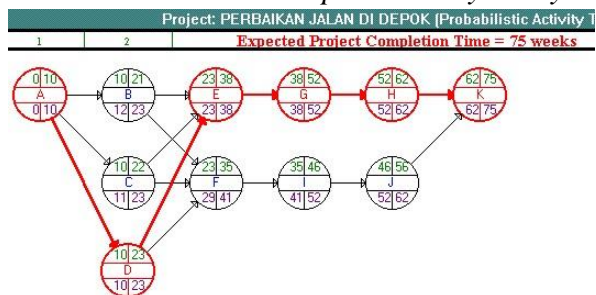 Project: PERBAIKAN JALAN DI DEPOK (Probabilistic Activity T
1 2 Expected Project Completion Time = 75 weeks
0 10 10 21 23 38 38 52 52 62 62 75
A B E G H K
0 10 12 23 23 38 38 52 52 62 62 75
10 22 23 35 35 46 46 56
C F I J
11 23 29 41 41 52 52 62
10 23
D
10 23